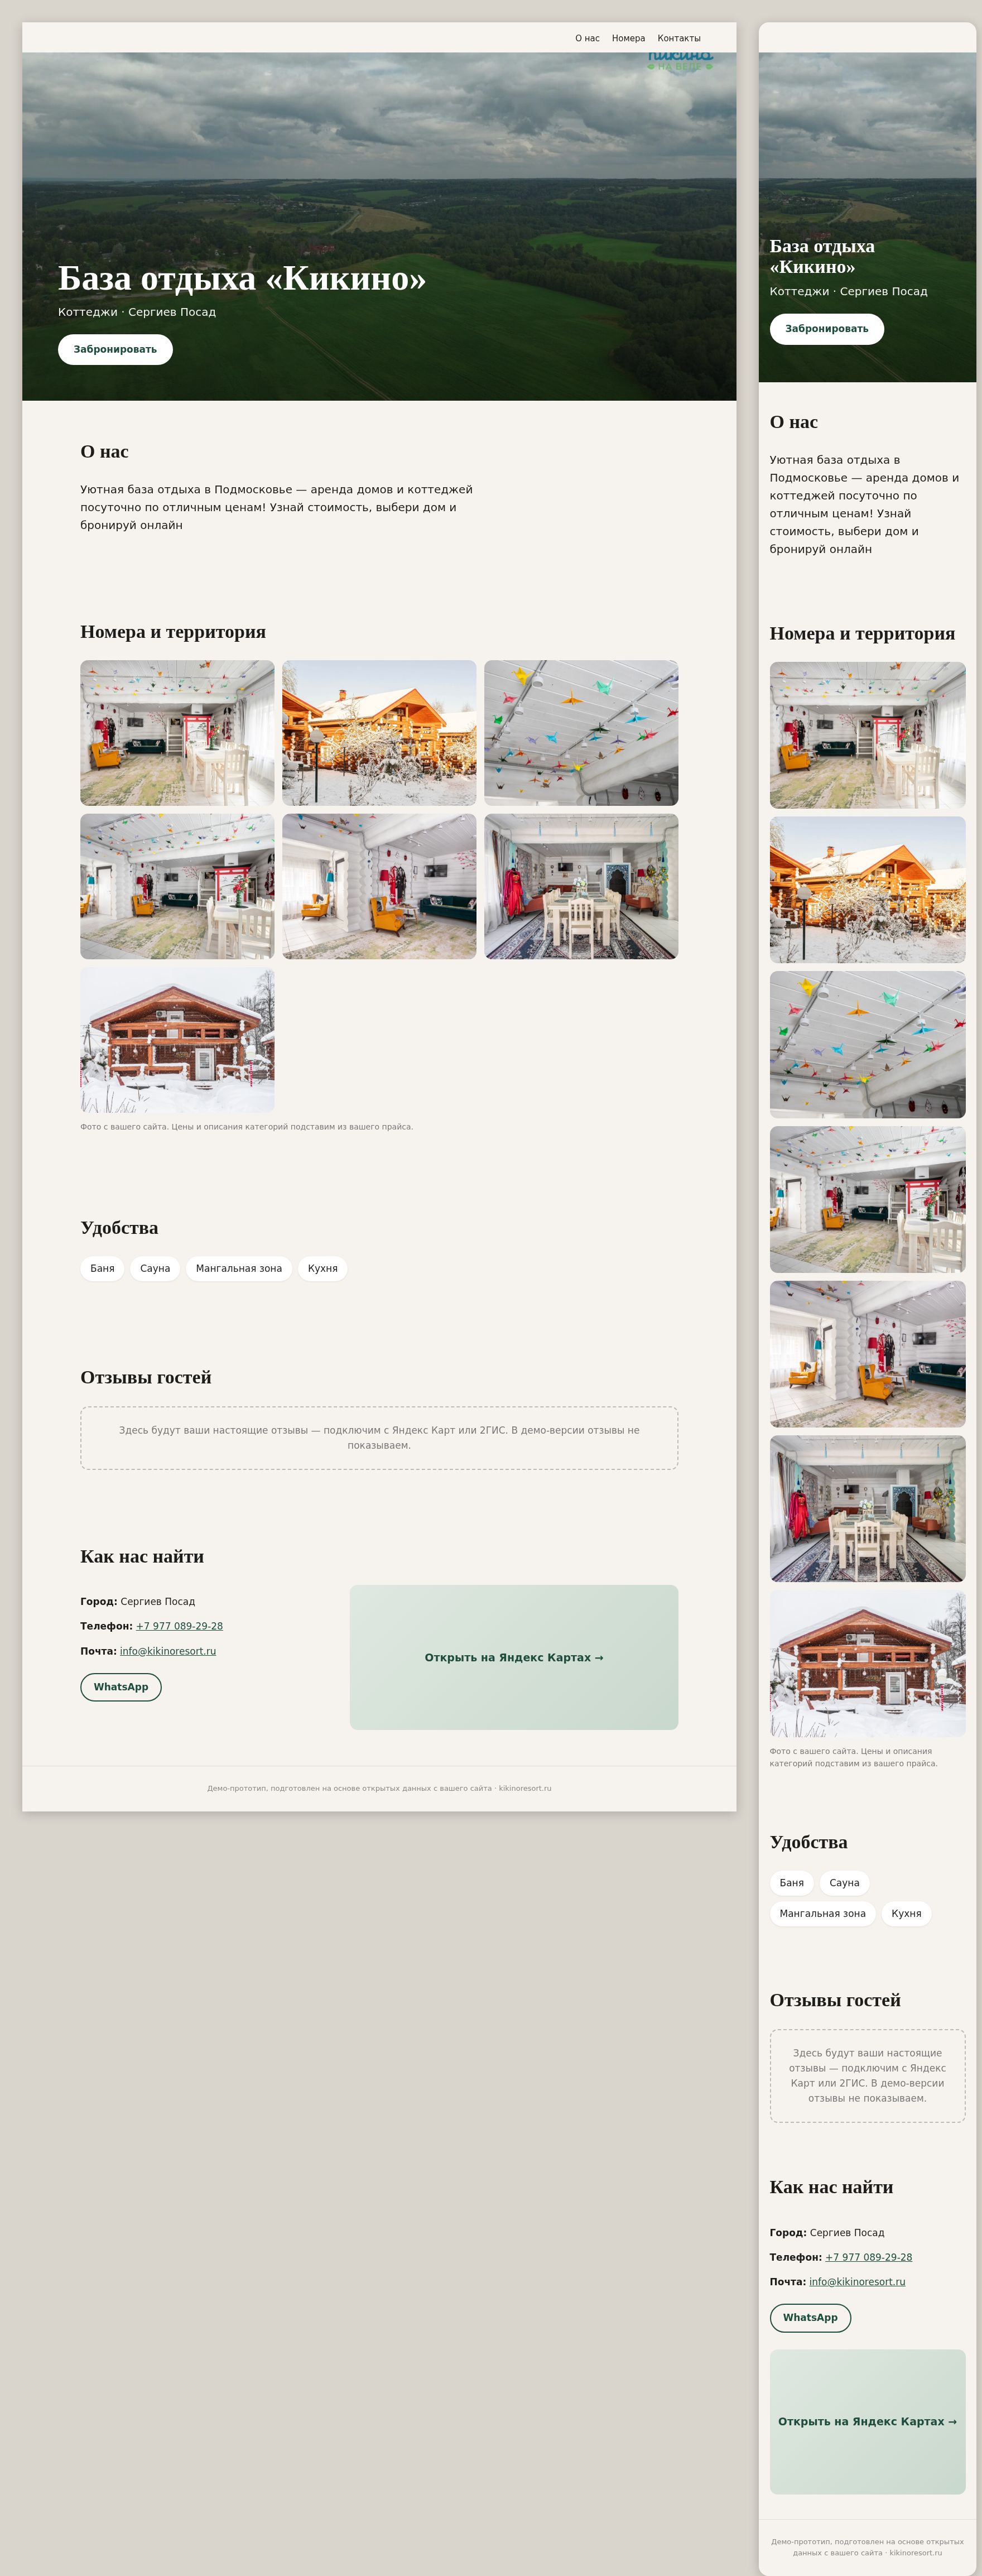 О нас Номера Контакты
НА ВЕЛЕ
База отдыха «Кикино»
Коттеджи · Сергиев Посад
Забронировать
О нас
Уютная база отдыха в Подмосковье — аренда домов и коттеджей
посуточно по отличным ценам! Узнай стоимость, выбери дом и
бронируй онлайн
Номера и территория
Фото с вашего сайта. Цены и описания категорий подставим из вашего прайса.
Удобства
Баня Сауна Мангальная зона Кухня
Отзывы гостей
Здесь будут ваши настоящие отзывы — подключим с Яндекс Карт или 2ГИС. В демо-версии отзывы не
показываем.
Как нас найти
Город: Сергиев Посад
Телефон: +7 977 089-29-28
Почта: info@kikinoresort.ru
WhatsApp
Открыть на Яндекс Картах →
Демо-прототип, подготовлен на основе открытых данных с вашего сайта · kikinoresort.ru
База отдыха
«Кикино»
Коттеджи · Сергиев Посад
Забронировать
О нас
Уютная база отдыха в
Подмосковье — аренда домов и
коттеджей посуточно по
отличным ценам! Узнай
стоимость, выбери дом и
бронируй онлайн
Номера и территория
Фото с вашего сайта. Цены и описания
категорий подставим из вашего прайса.
Удобства
Баня Сауна
Мангальная зона Кухня
Отзывы гостей
Здесь будут ваши настоящие
отзывы — подключим с Яндекс
Карт или 2ГИС. В демо-версии
отзывы не показываем.
Как нас найти
Город: Сергиев Посад
Телефон: +7 977 089-29-28
Почта: info@kikinoresort.ru
WhatsApp
Открыть на Яндекс Картах →
Демо-прототип, подготовлен на основе открытых
данных с вашего сайта · kikinoresort.ru